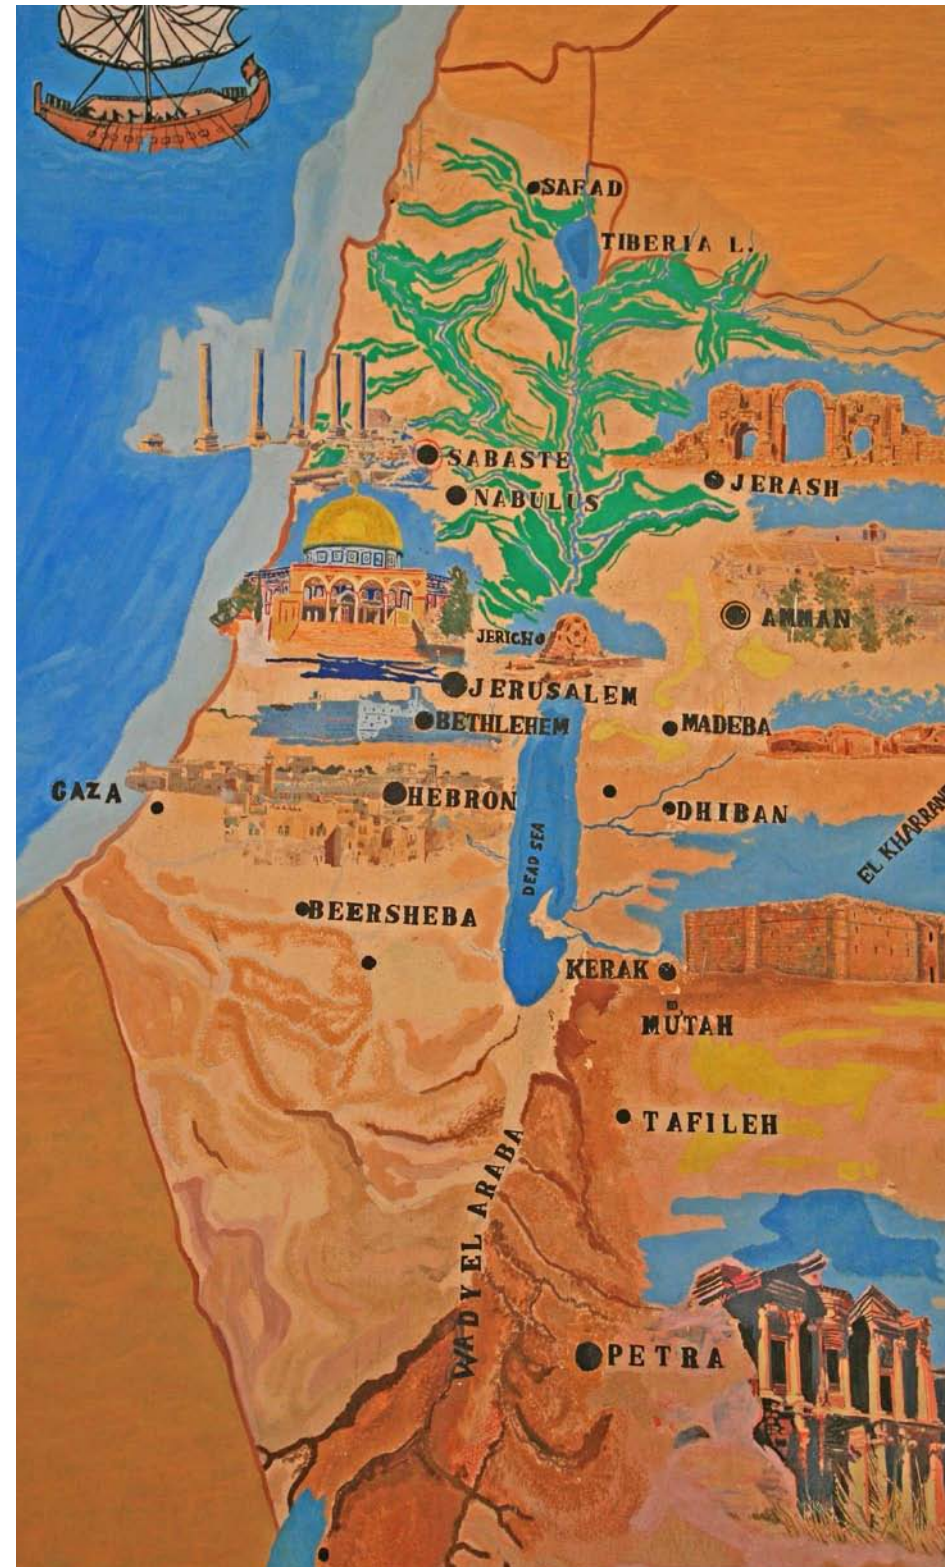 SAFAD
TIBERIA L.
SABASTE
NABULUS
JERASH
AMMAN
JERICHO
JERUSALEM
BETHLEHEM
MADEBA
GAZA
HEBRON
DHIBAN
DEAD SEA
EL KHARRANE
BEERSHEBA
KERAK
MUTAH
TAFILEH
WADY EL ARABA
PETRA